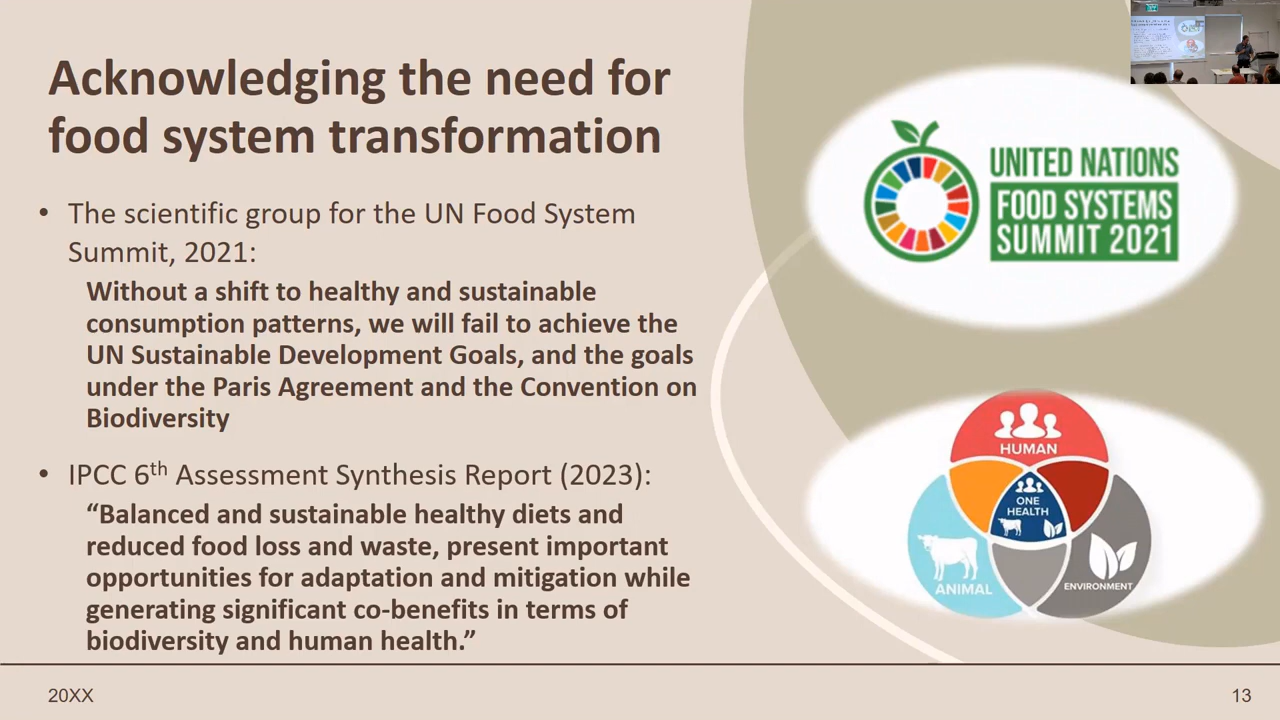 Acknowledging the need for
food system transformation
• The scientific group for the UN Food System
Summit, 2021:
Without a shift to healthy and sustainable
consumption patterns, we will fail to achieve the
UN Sustainable Development Goals, and the goals
under the Paris Agreement and the Convention on
Biodiversity
• IPCC 6th Assessment Synthesis Report (2023):
“Balanced and sustainable healthy diets and
reduced food loss and waste, present important
opportunities for adaptation and mitigation while
generating significant co-benefits in terms of
biodiversity and human health.”
UNITED NATIONS
FOOD SYSTEMS
SUMMIT 2021
HUMAN
ONE
HEALTH
ANIMAL
ENVIRONMENT
20XX
13